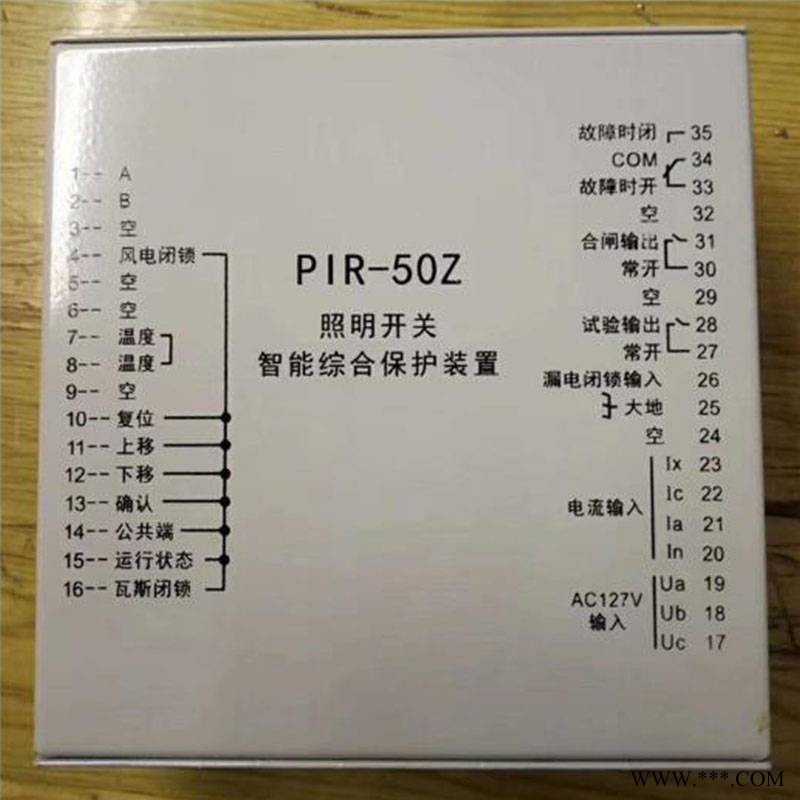 1-- A
2-- B
3-- 空
4-- 风电闭锁
5-- 空
6-- 空
7-- 温度
8-- 温度
9-- 空
10-- 复位
11-- 上移
12-- 下移
13-- 确认
14-- 公共端
15-- 运行状态
16-- 瓦斯闭锁
PIR-50Z
照明开关
智能综合保护装置
故障时闭 35
COM 34
故障时开 33
空 32
合闸输出 31
常开 30
空 29
试验输出 28
常开 27
漏电闭锁输入 26
大地 25
空 24
电流输入
Ix 23
Ic 22
Ia 21
In 20
AC127V
输入
Ua 19
Ub 18
Uc 17
WWW.***.COM